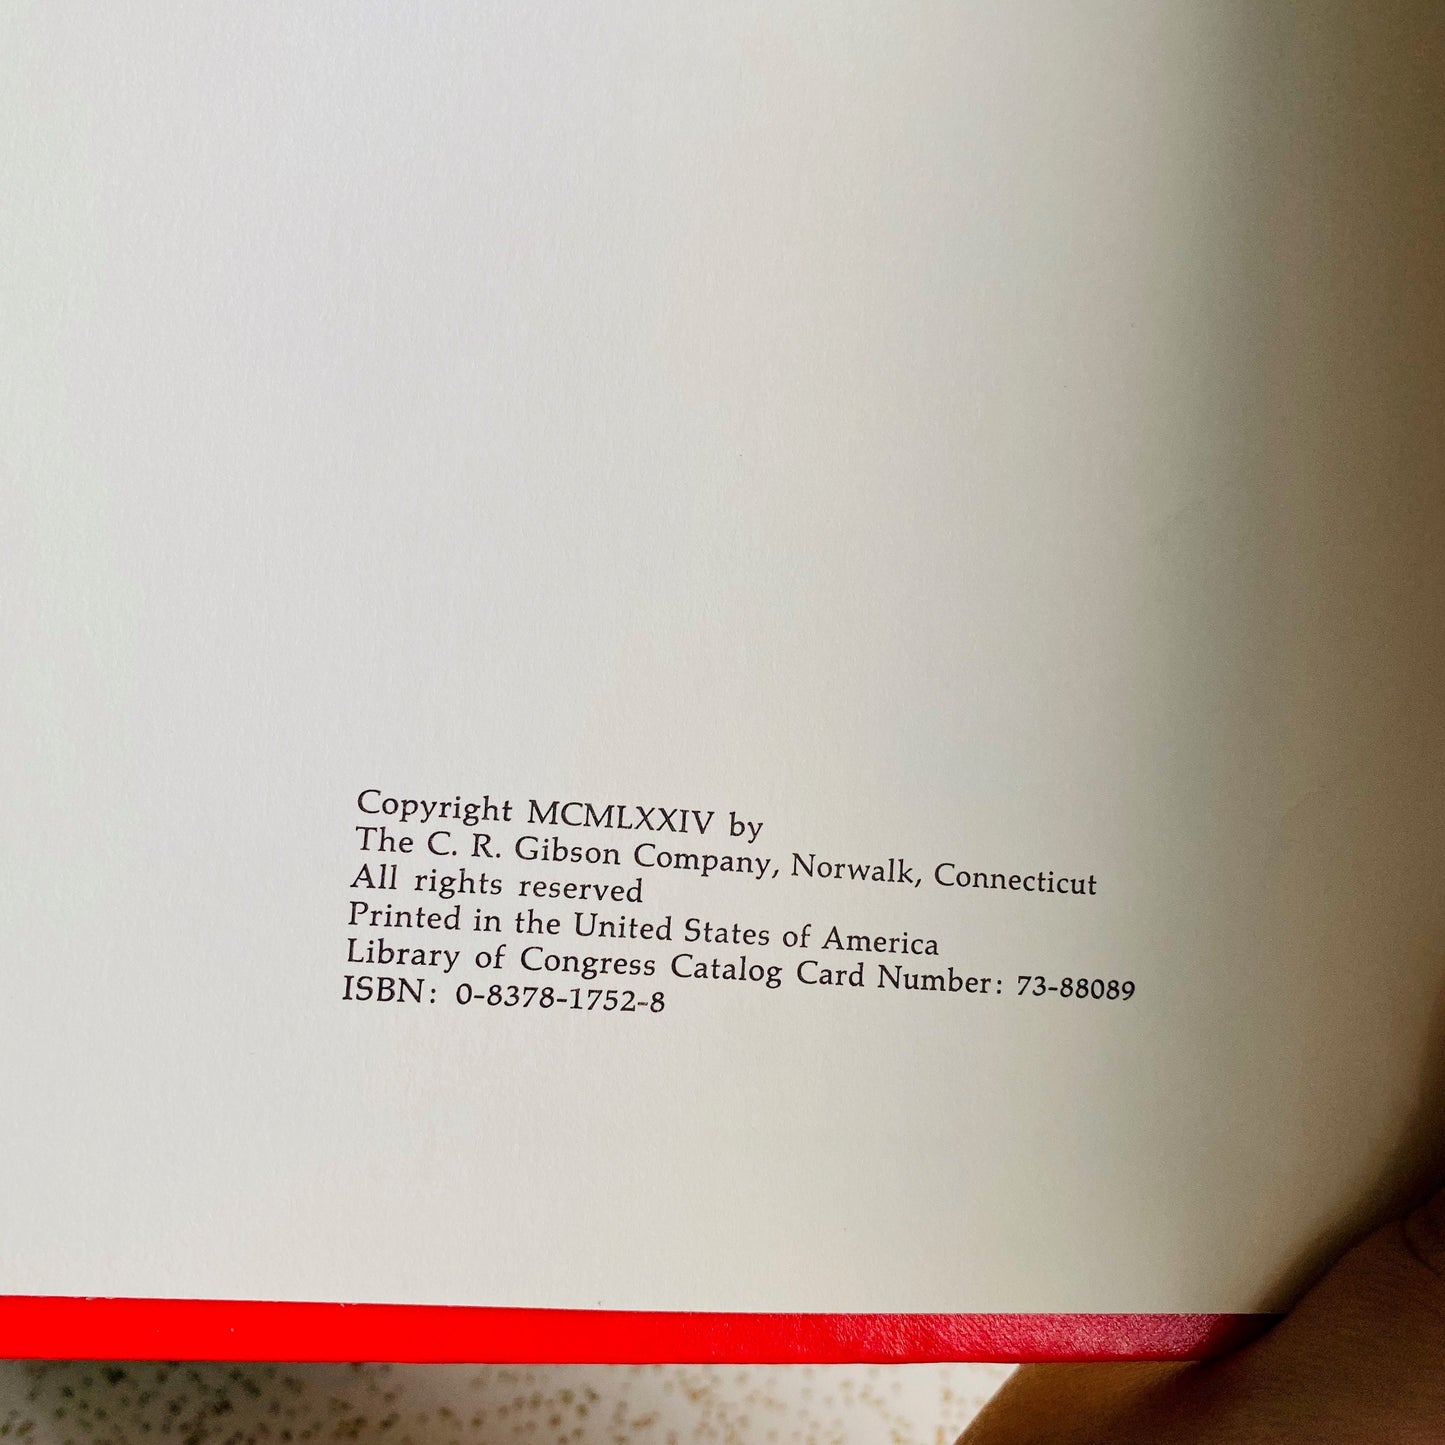 Copyright MCMLXXIV by
The C. R. Gibson Company, Norwalk, Connecticut
All rights reserved
Printed in the United States of America
Library of Congress Catalog Card Number: 73-88089
ISBN: 0-8378-1752-8